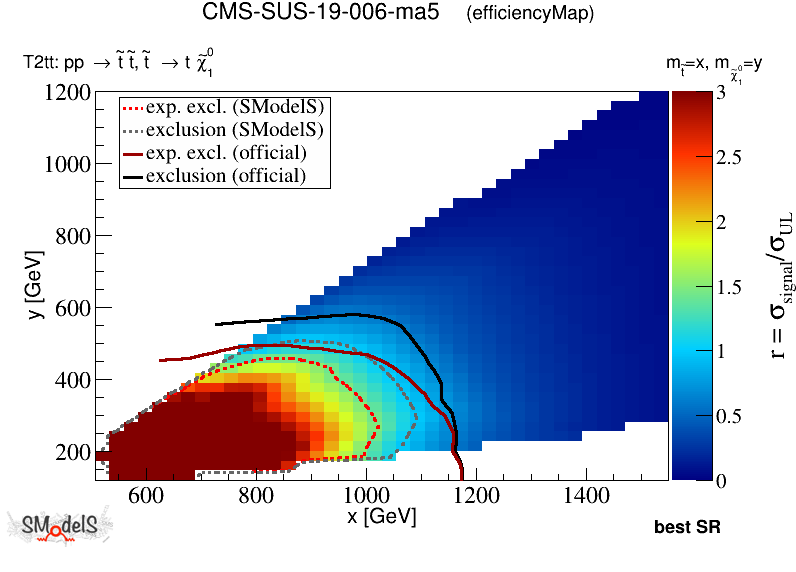 CMS-SUS-19-006-ma5 (efficiencyMap)
T2tt: pp → t̃ t̃, t̃ → t χ̃⁰₁
m_t̃=x, m_χ̃⁰₁=y
exp. excl. (SModelS)
exclusion (SModelS)
exp. excl. (official)
exclusion (official)
1200
1000
800
600
400
200
y [GeV]
600 800 1000 1200 1400
x [GeV]
3
2.5
2
1.5
1
0.5
0
r = σ_signal/σ_UL
SModelS
best SR